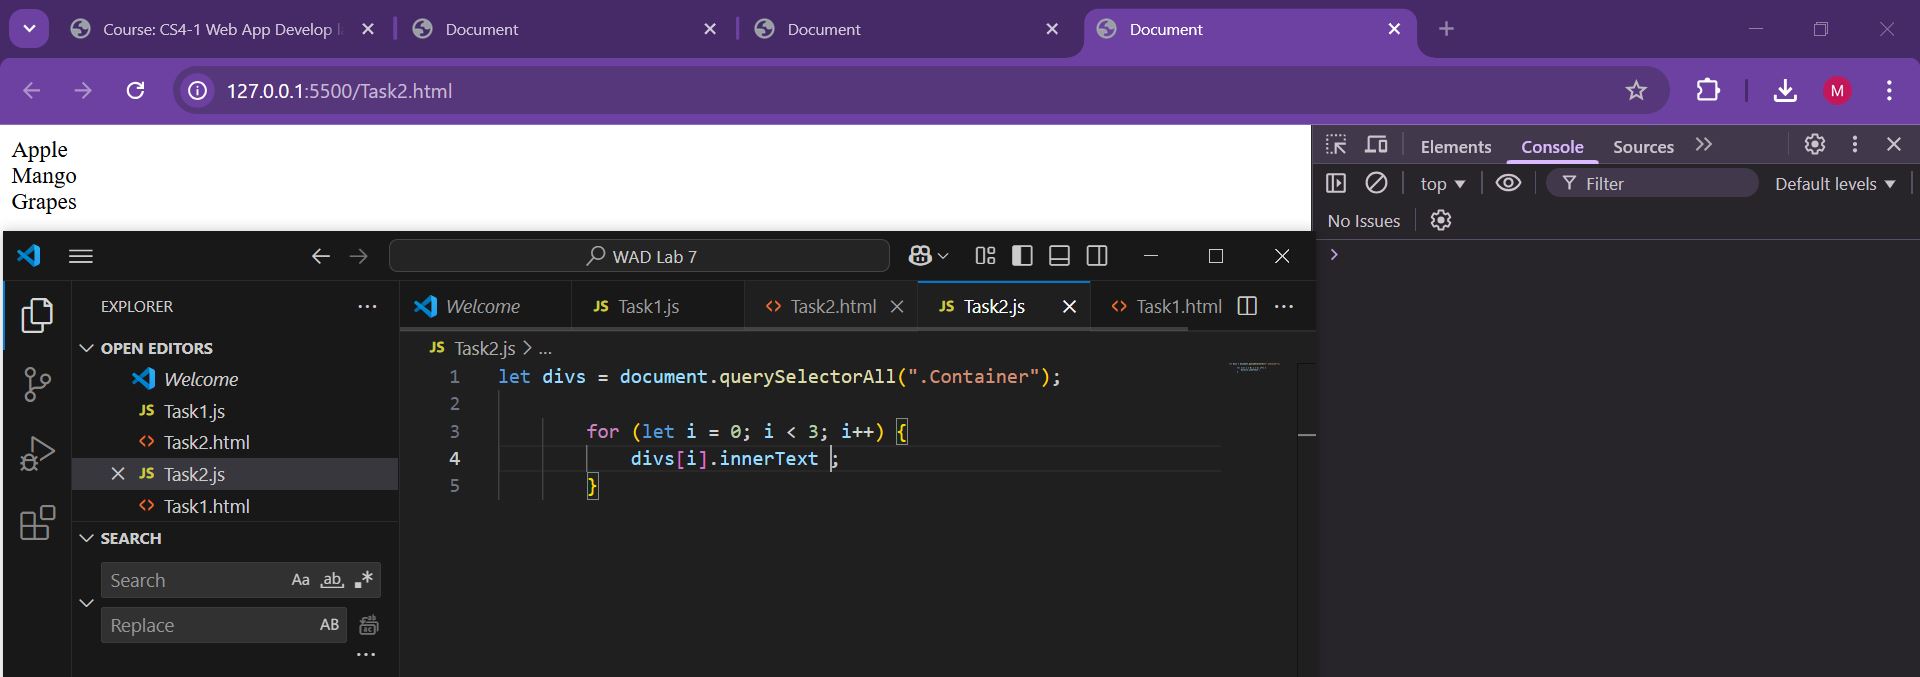 Course: CS4-1 Web App Develop
Document
Document
Document
127.0.0.1:5500/Task2.html
M
Apple
Mango
Grapes
Elements
Console
Sources
top
Filter
Default levels
No Issues
WAD Lab 7
EXPLORER
Welcome
JS Task1.js
Task2.html
JS Task2.js
Task1.html
OPEN EDITORS
Welcome
JS Task1.js
Task2.html
JS Task2.js
Task1.html
SEARCH
Search
Aa
ab
Replace
AB
JS Task2.js > ...
1 let divs = document.querySelectorAll(".Container");
2
3 for (let i = 0; i < 3; i++) {
4 divs[i].innerText ;
5 }